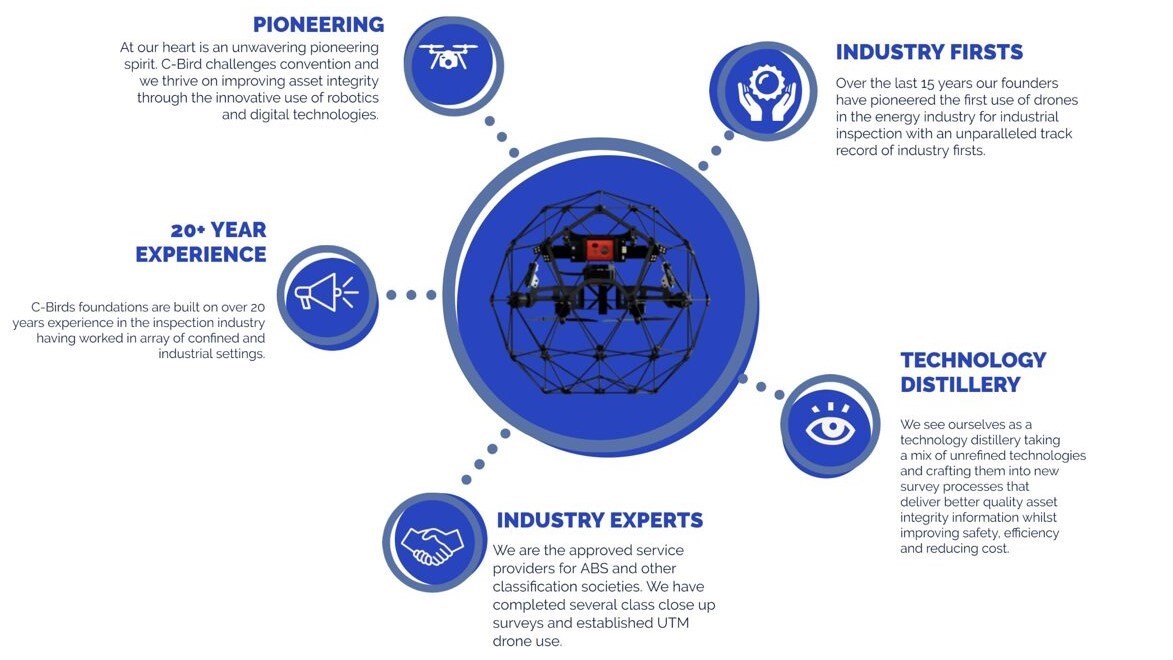 PIONEERING
At our heart is an unwavering pioneering
spirit. C-Bird challenges convention and
we thrive on improving asset integrity
through the innovative use of robotics
and digital technologies.
INDUSTRY FIRSTS
Over the last 15 years our founders
have pioneered the first use of drones
in the energy industry for industrial
inspection with an unparalleled track
record of industry firsts.
20+ YEAR
EXPERIENCE
C-Birds foundations are built on over 20
years experience in the inspection industry
having worked in array of confined and
industrial settings.
TECHNOLOGY
DISTILLERY
We see ourselves as a
technology distillery taking
a mix of unrefined technologies
and crafting them into new
survey processes that
deliver better quality asset
integrity information whilst
improving safety, efficiency
and reducing cost.
INDUSTRY EXPERTS
We are the approved service
providers for ABS and other
classification societies. We have
completed several class close up
surveys and established UTM
drone use.